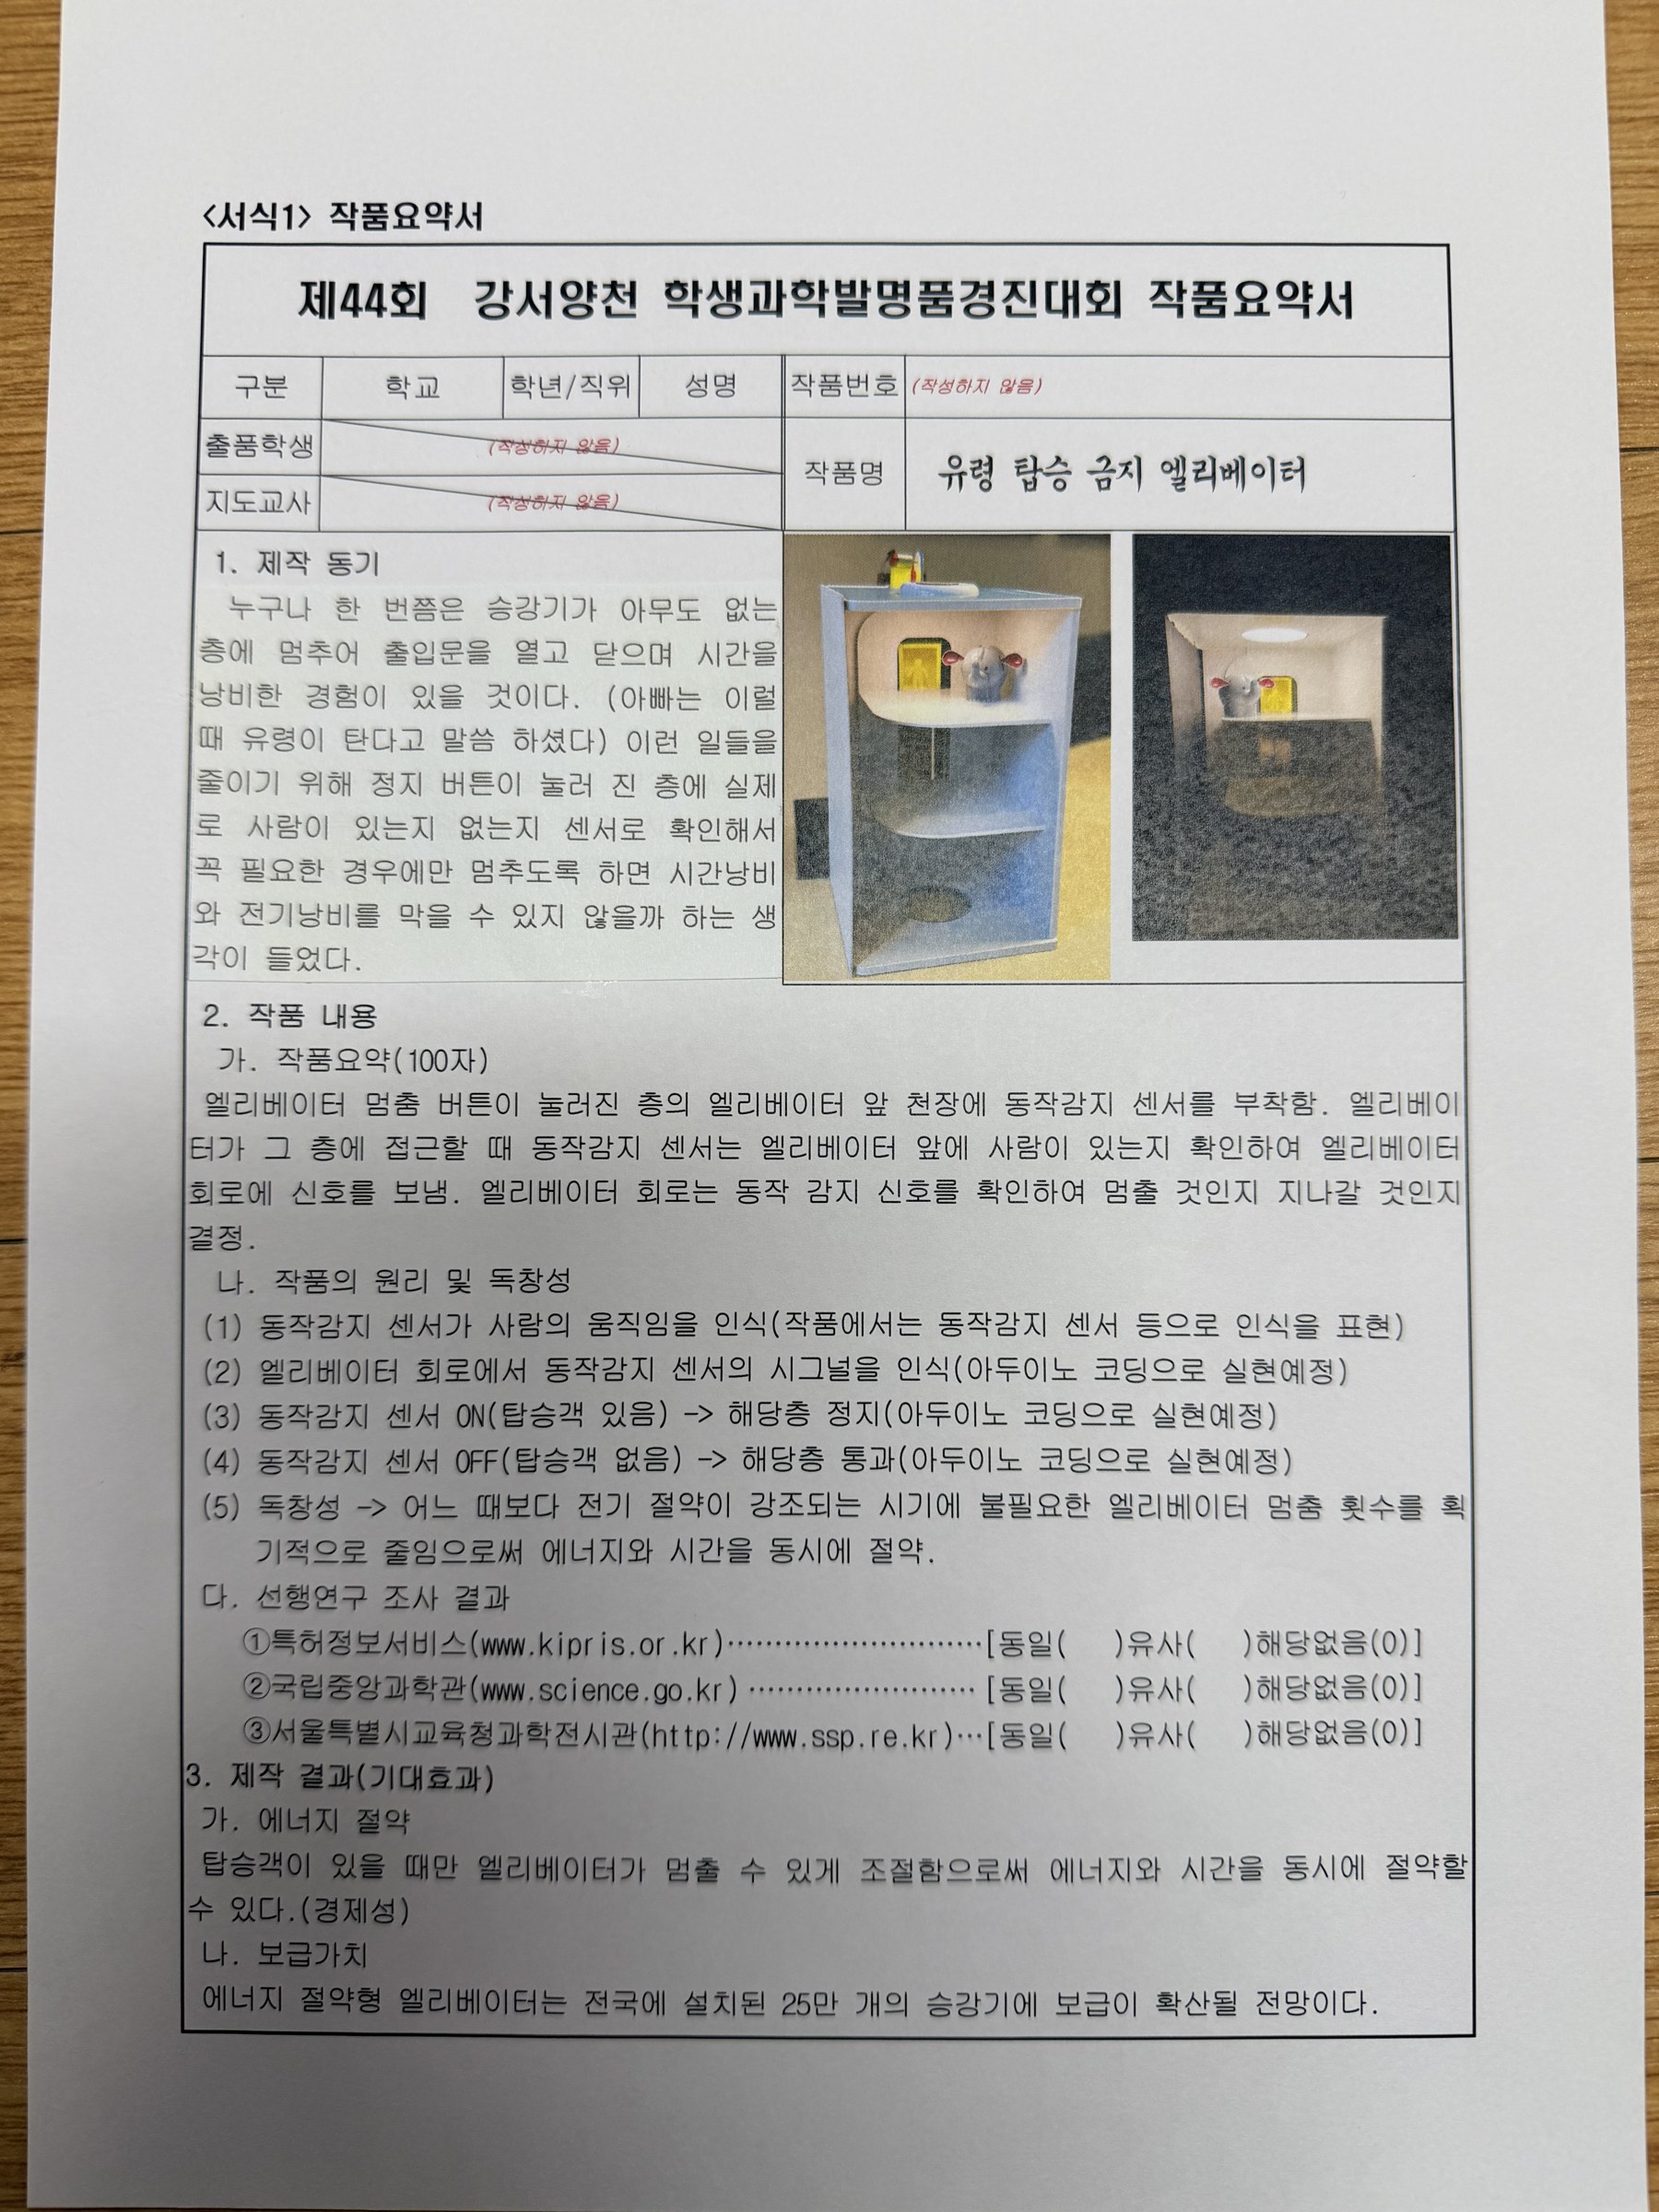 <서식1> 작품요약서
제44회 강서양천 학생과학발명품경진대회 작품요약서
구분 학교 학년/직위 성명 작품번호 (작성하지 않음)
출품학생 (작성하지 않음)
작품명 유령 탑승 금지 엘리베이터
지도교사 (작성하지 않음)
1. 제작 동기
누구나 한 번쯤은 승강기가 아무도 없는
층에 멈추어 출입문을 열고 닫으며 시간을
낭비한 경험이 있을 것이다. (아빠는 이럴
때 유령이 탄다고 말씀 하셨다) 이런 일들을
줄이기 위해 정지 버튼이 눌러 진 층에 실제
로 사람이 있는지 없는지 센서로 확인해서
꼭 필요한 경우에만 멈추도록 하면 시간낭비
와 전기낭비를 막을 수 있지 않을까 하는 생
각이 들었다.
2. 작품 내용
가. 작품요약(100자)
엘리베이터 멈춤 버튼이 눌러진 층의 엘리베이터 앞 천장에 동작감지 센서를 부착함. 엘리베이
터가 그 층에 접근할 때 동작감지 센서는 엘리베이터 앞에 사람이 있는지 확인하여 엘리베이터
회로에 신호를 보냄. 엘리베이터 회로는 동작 감지 신호를 확인하여 멈출 것인지 지나갈 것인지
결정.
나. 작품의 원리 및 독창성
(1) 동작감지 센서가 사람의 움직임을 인식(작품에서는 동작감지 센서 등으로 인식을 표현)
(2) 엘리베이터 회로에서 동작감지 센서의 시그널을 인식(아두이노 코딩으로 실현예정)
(3) 동작감지 센서 ON(탑승객 있음) -> 해당층 정지(아두이노 코딩으로 실현예정)
(4) 동작감지 센서 OFF(탑승객 없음) -> 해당층 통과(아두이노 코딩으로 실현예정)
(5) 독창성 -> 어느 때보다 전기 절약이 강조되는 시기에 불필요한 엘리베이터 멈춤 횟수를 획
기적으로 줄임으로써 에너지와 시간을 동시에 절약.
다. 선행연구 조사 결과
①특허정보서비스(www.kipris.or.kr)···························[동일( )유사( )해당없음(0)]
②국립중앙과학관(www.science.go.kr) ························ [동일( )유사( )해당없음(0)]
③서울특별시교육청과학전시관(http://www.ssp.re.kr)···[동일( )유사( )해당없음(0)]
3. 제작 결과(기대효과)
가. 에너지 절약
탑승객이 있을 때만 엘리베이터가 멈출 수 있게 조절함으로써 에너지와 시간을 동시에 절약할
수 있다.(경제성)
나. 보급가치
에너지 절약형 엘리베이터는 전국에 설치된 25만 개의 승강기에 보급이 확산될 전망이다.